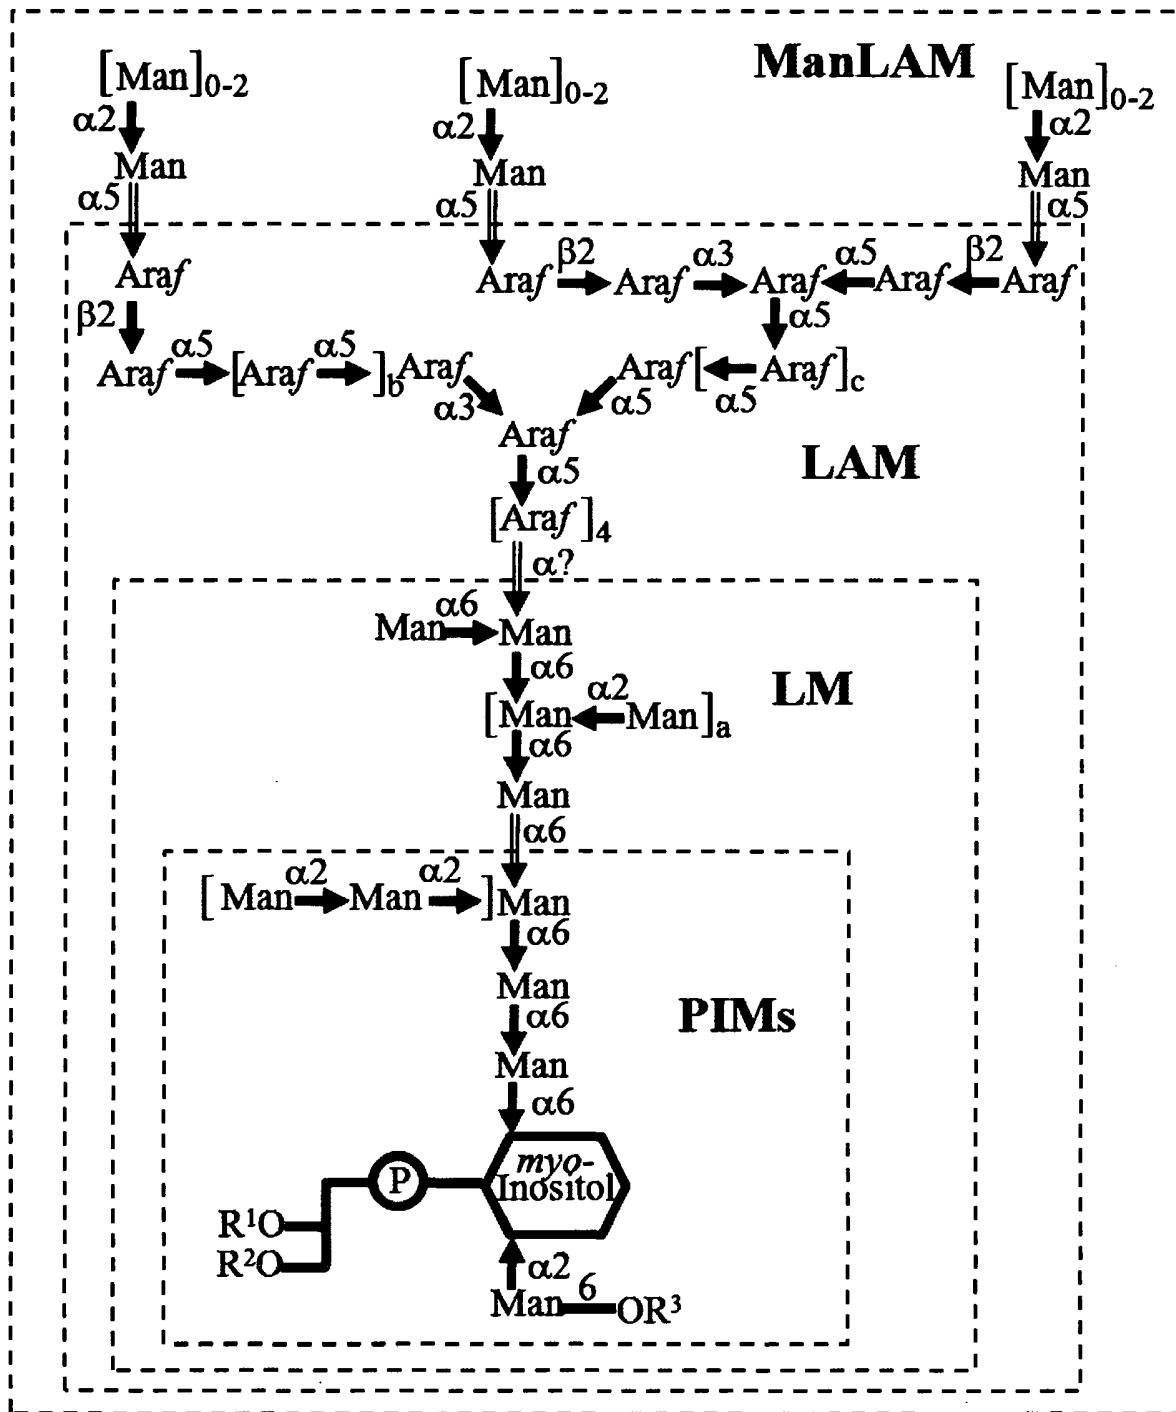 ManLAM
[Man]0-2 [Man]0-2 [Man]0-2
α2 α2 α2
Man Man Man
α5 α5 α5
Araf Araf β2 Araf α3 Araf α5 Araf β2 Araf
β2 α5
Araf α5 [Araf α5 ]b Araf Araf [ Araf]c
α3 α5 α5
Araf
LAM
α5
[Araf]4
α?
Man α6 Man
α6
LM
[Man α2 Man]a
α6
Man
α6
[Man α2 Man α2 ]Man
α6
Man
PIMs
α6
Man
α6
P myo-
Inositol
R¹O
R²O
α2
Man 6 OR³